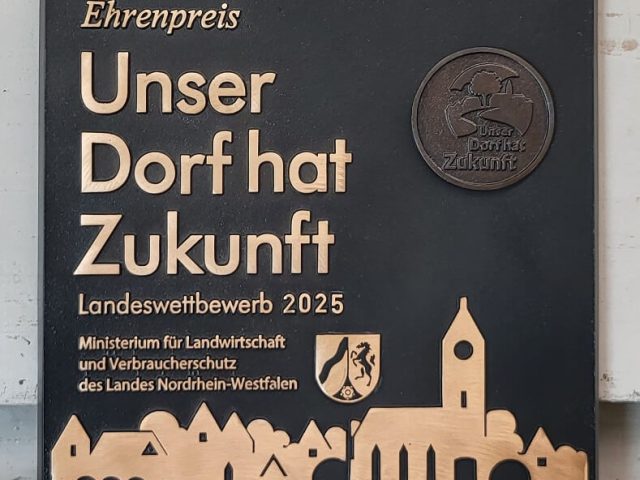 Ehrenpreis
Unser
Dorf hat
Zukunft
Landeswettbewerb 2025
Ministerium für Landwirtschaft
und Verbraucherschutz
des Landes Nordrhein-Westfalen
Unser
Dorf hat
Zukunft